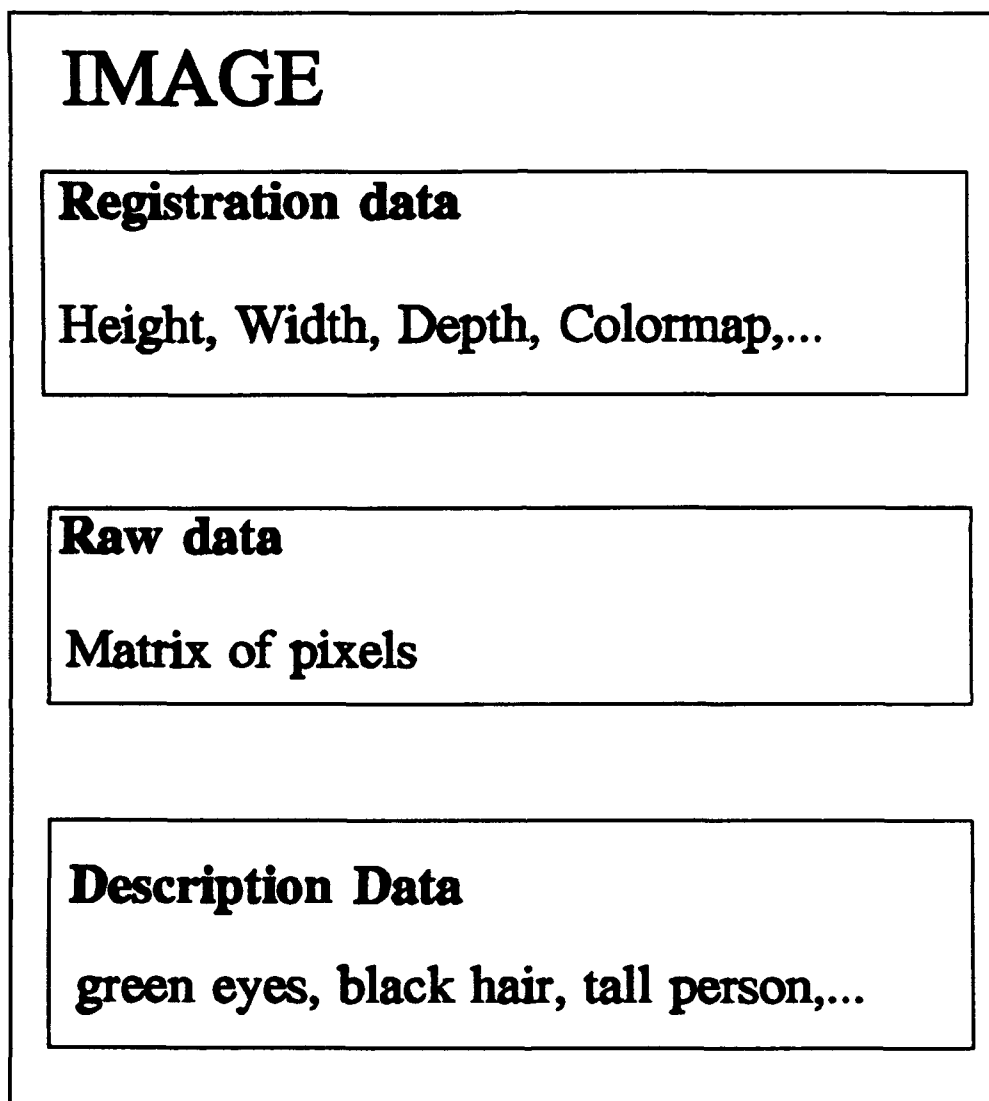 IMAGE
Registration data
Height, Width, Depth, Colormap,...
Raw data
Matrix of pixels
Description Data
green eyes, black hair, tall person,...